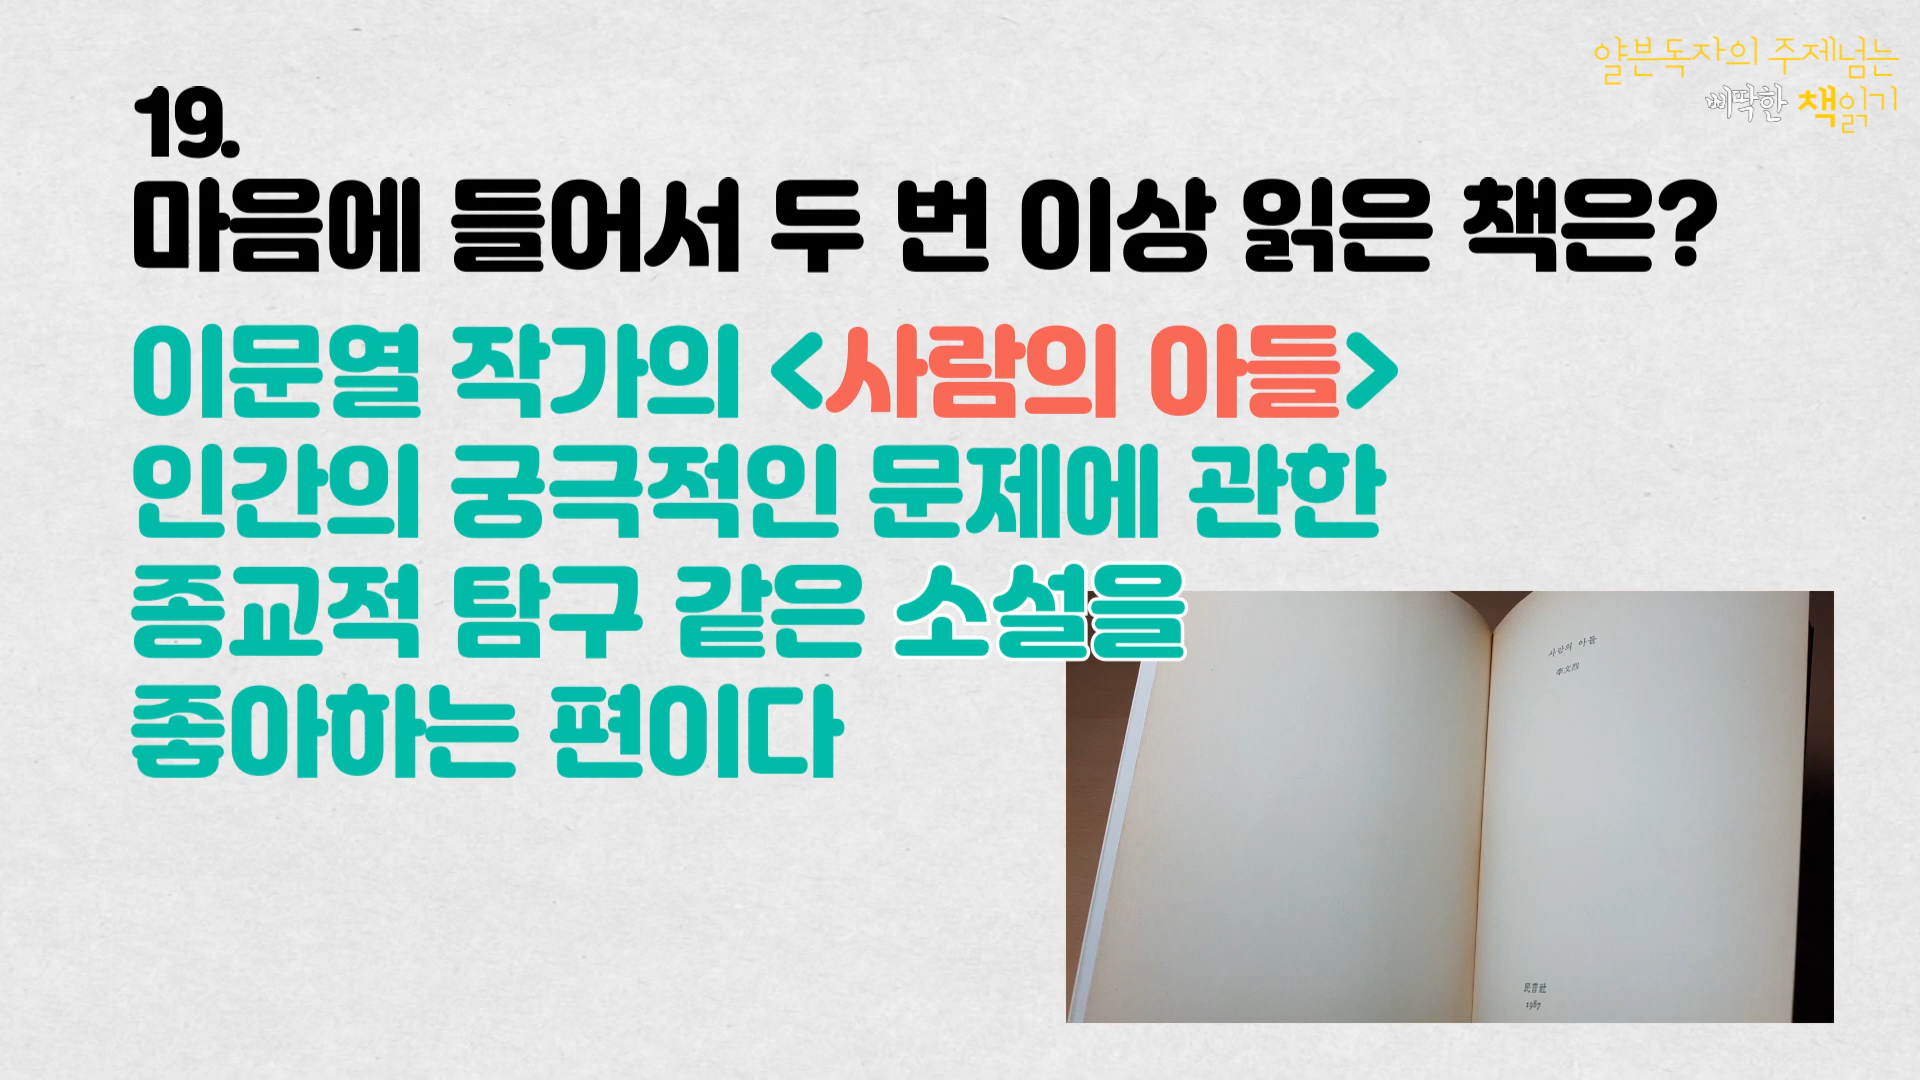 얄븐독자의 주제넘는
삐딱한 책읽기
19.
마음에 들어서 두 번 이상 읽은 책은?
이문열 작가의 <사람의 아들>
인간의 궁극적인 문제에 관한
종교적 탐구 같은 소설을
좋아하는 편이다
사람의 아들
李文烈
民音社
1987